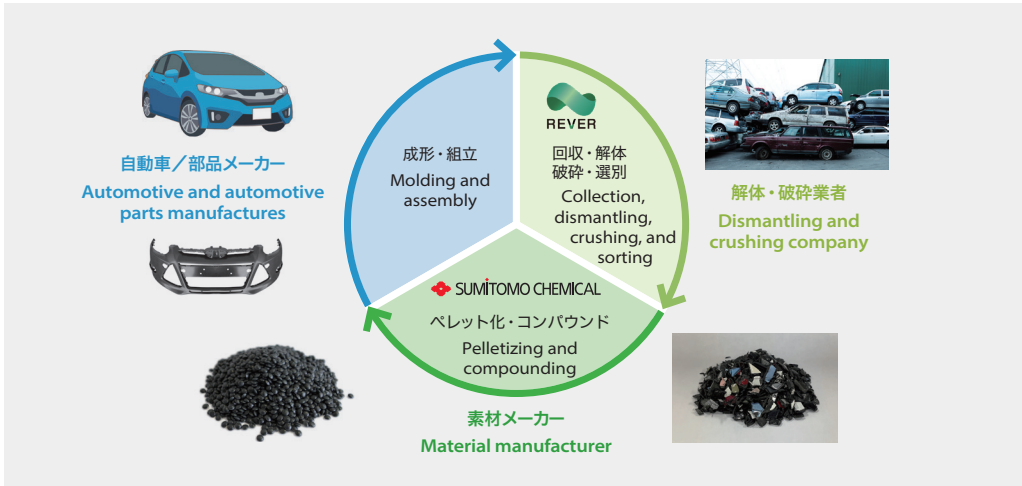 自動車／部品メーカー
Automotive and automotive
parts manufactures
成形・組立
Molding and
assembly
REVER
回収・解体
破砕・選別
Collection,
dismantling,
crushing, and
sorting
解体・破砕業者
Dismantling and
crushing company
SUMİTOMO CHEMICAL
ペレット化・コンパウンド
Pelletizing and
compounding
素材メーカー
Material manufacturer